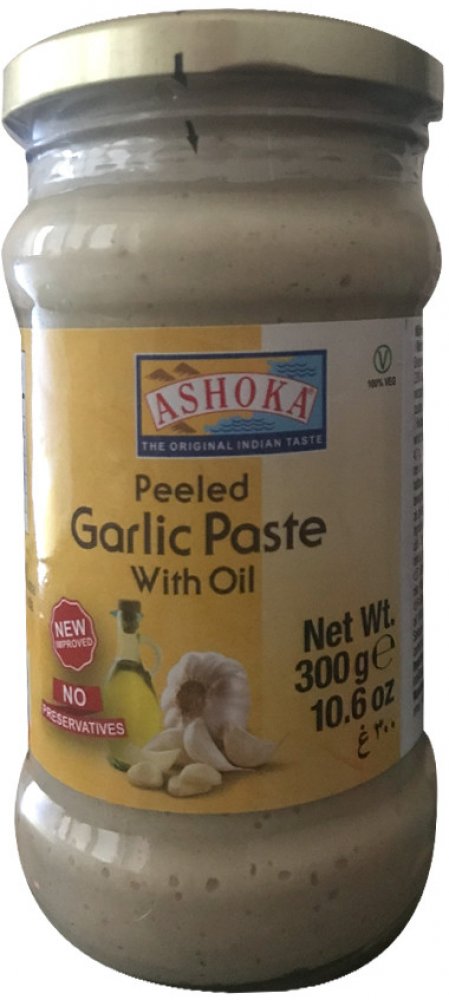 ASHOKA
THE ORIGINAL INDIAN TASTE
100% VEG
Peeled
Garlic Paste
With Oil
NEW
IMPROVED
NO
PRESERVATIVES
Net Wt.
300 g e
10.6 oz
٣٠٠ غ